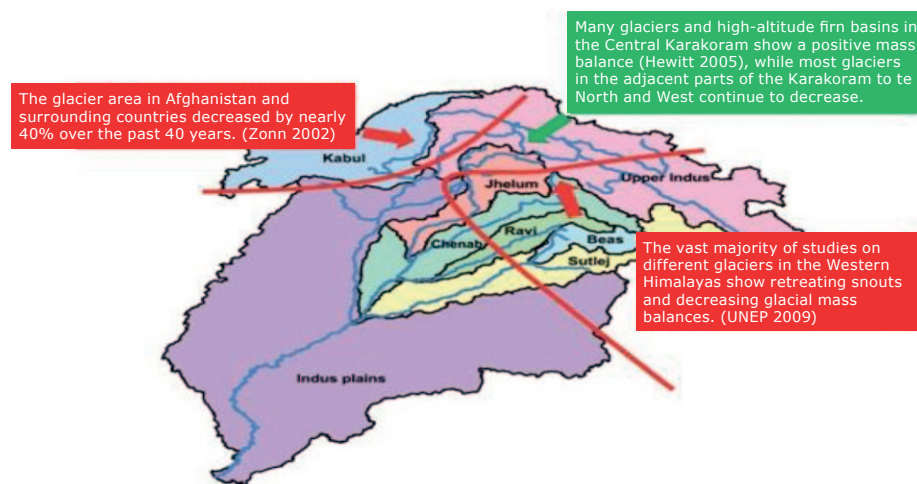 Many glaciers and high-altitude firn basins in
the Central Karakoram show a positive mass
balance (Hewitt 2005), while most glaciers
in the adjacent parts of the Karakoram to te
North and West continue to decrease.
The glacier area in Afghanistan and
surrounding countries decreased by nearly
40% over the past 40 years. (Zonn 2002)
Kabul
Jhelum
Upper Indus
Chenab
Ravi
Beas
Sutlej
The vast majority of studies on
different glaciers in the Western
Himalayas show retreating snouts
and decreasing glacial mass
balances. (UNEP 2009)
Indus plains